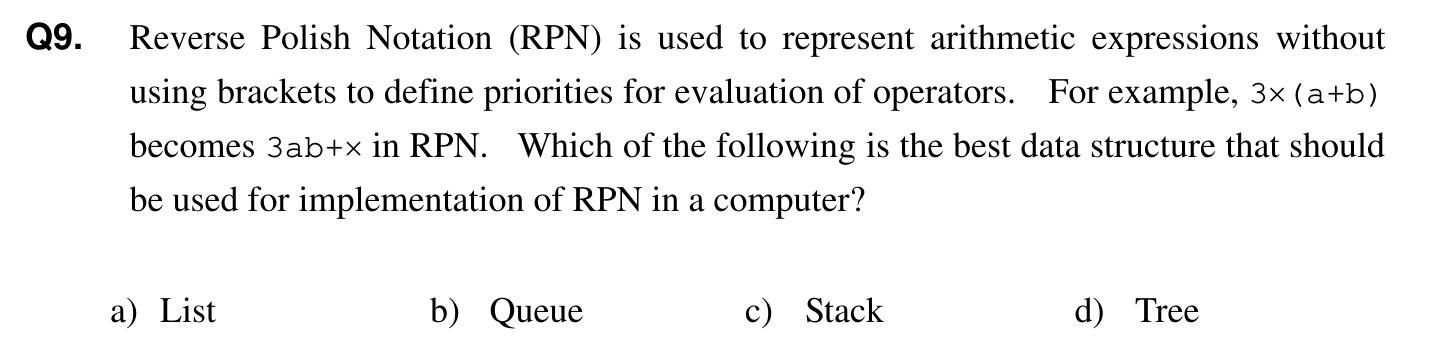 Q9. Reverse Polish Notation (RPN) is used to represent arithmetic expressions without
using brackets to define priorities for evaluation of operators. For example, 3×(a+b)
becomes 3ab+× in RPN. Which of the following is the best data structure that should
be used for implementation of RPN in a computer?
a) List b) Queue c) Stack d) Tree